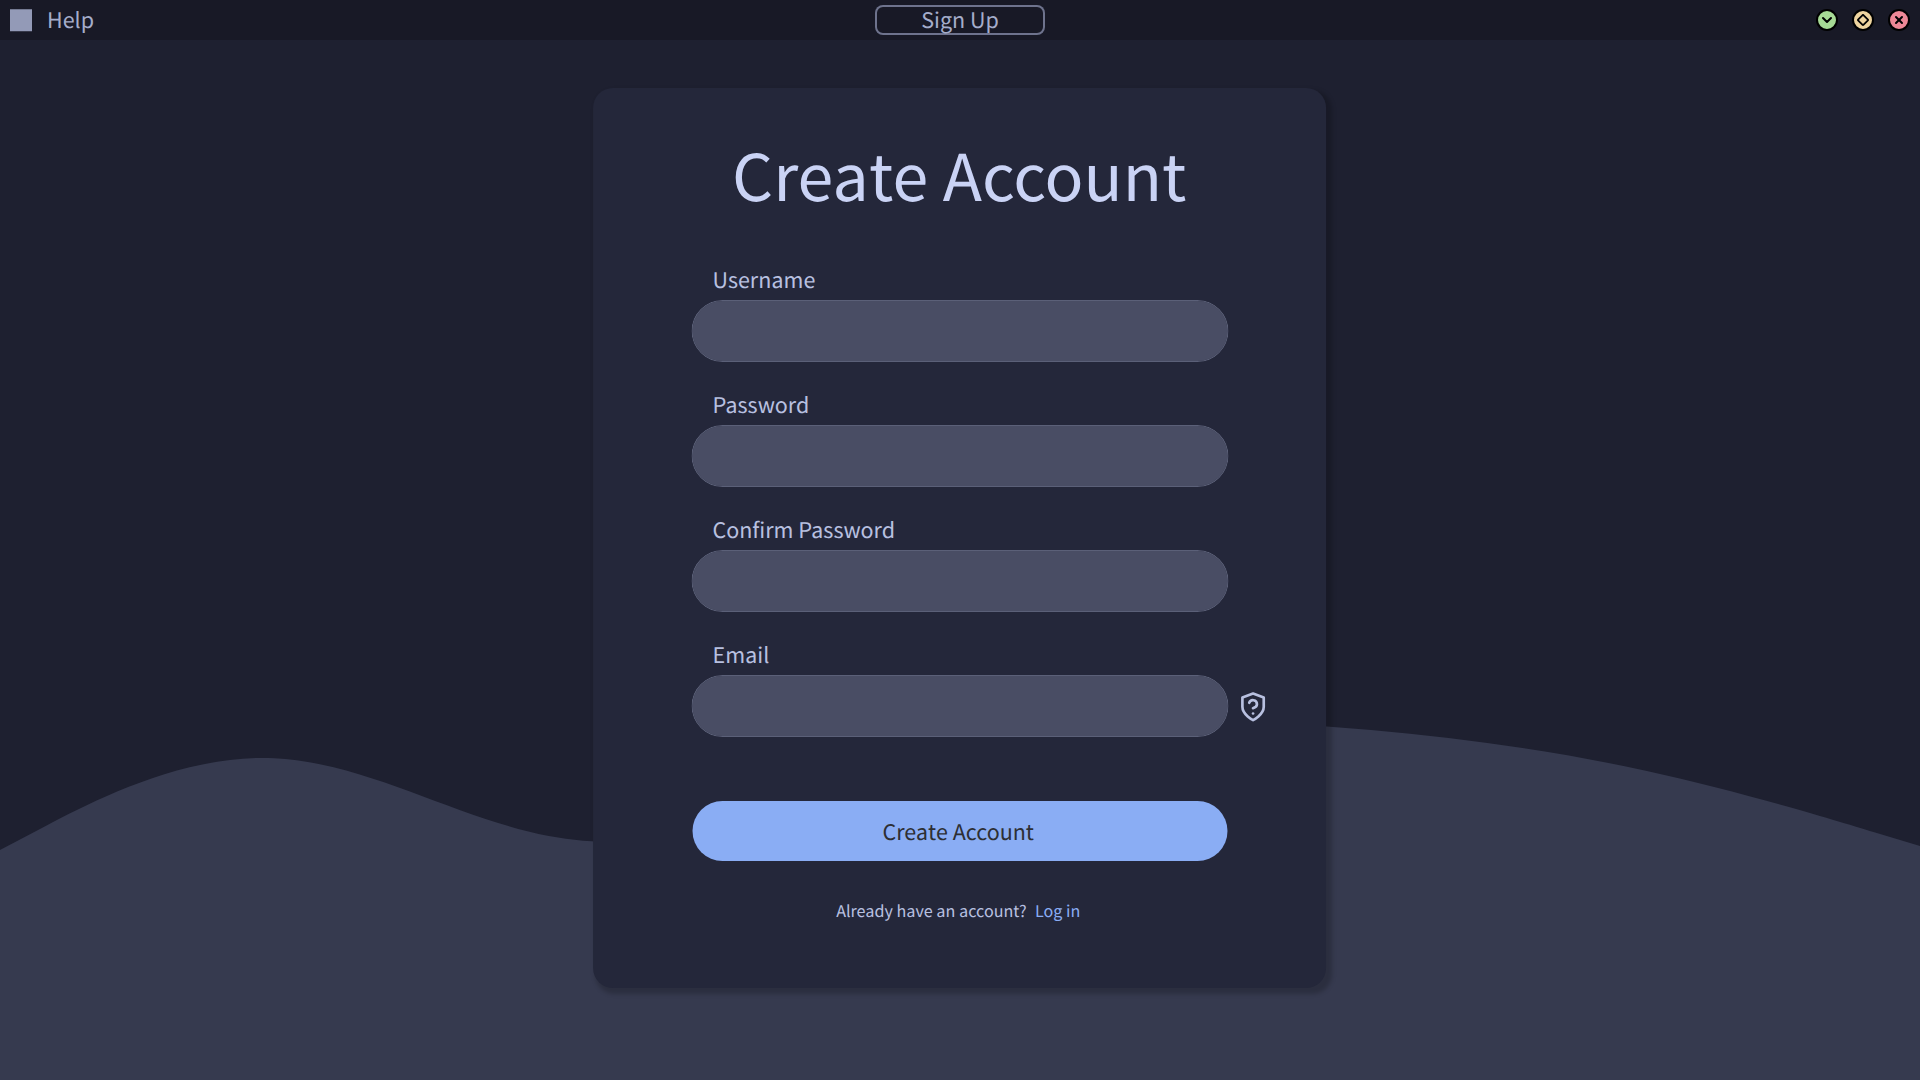 Help
Sign Up
Create Account
Username
Password
Confirm Password
Email
Create Account
Already have an account? Log in